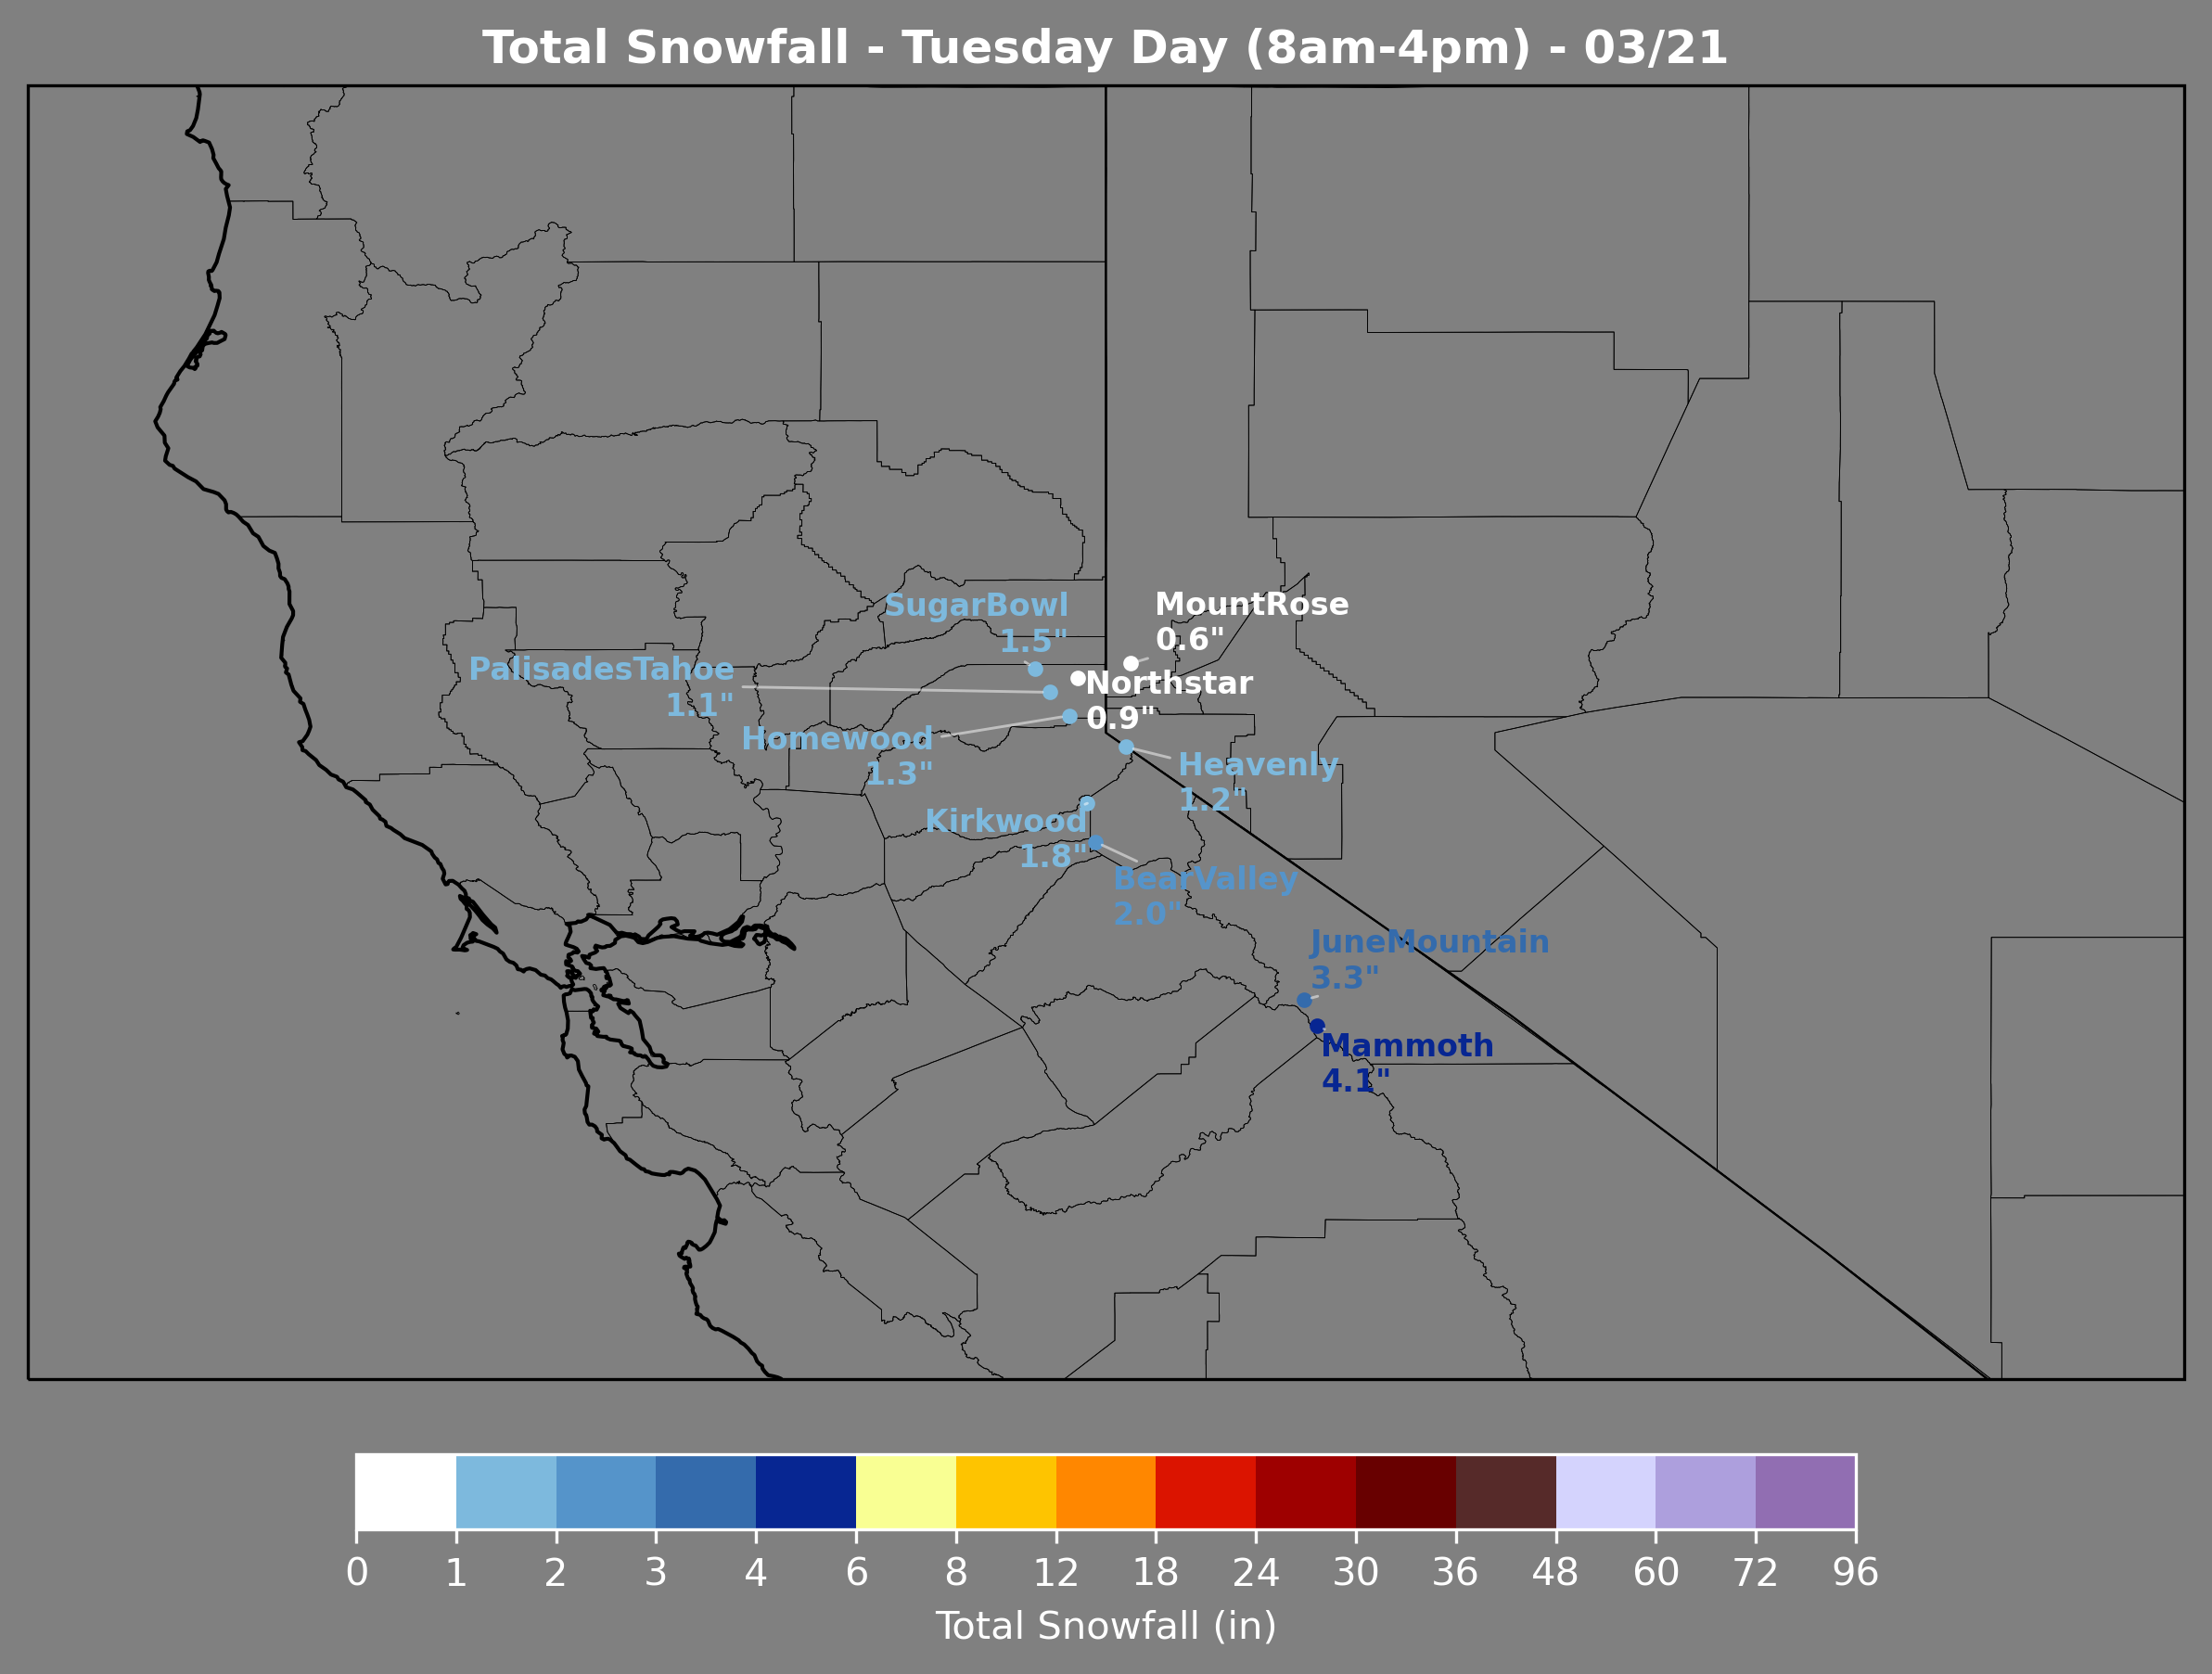 Total Snowfall - Tuesday Day (8am-4pm) - 03/21
SugarBowl
1.5"
MountRose
0.6"
PalisadesTahoe
1.1"
Northstar
0.9"
Homewood
1.3"
Heavenly
1.2"
Kirkwood
1.8"
BearValley
2.0"
JuneMountain
3.3"
Mammoth
4.1"
0 1 2 3 4 6 8 12 18 24 30 36 48 60 72 96
Total Snowfall (in)